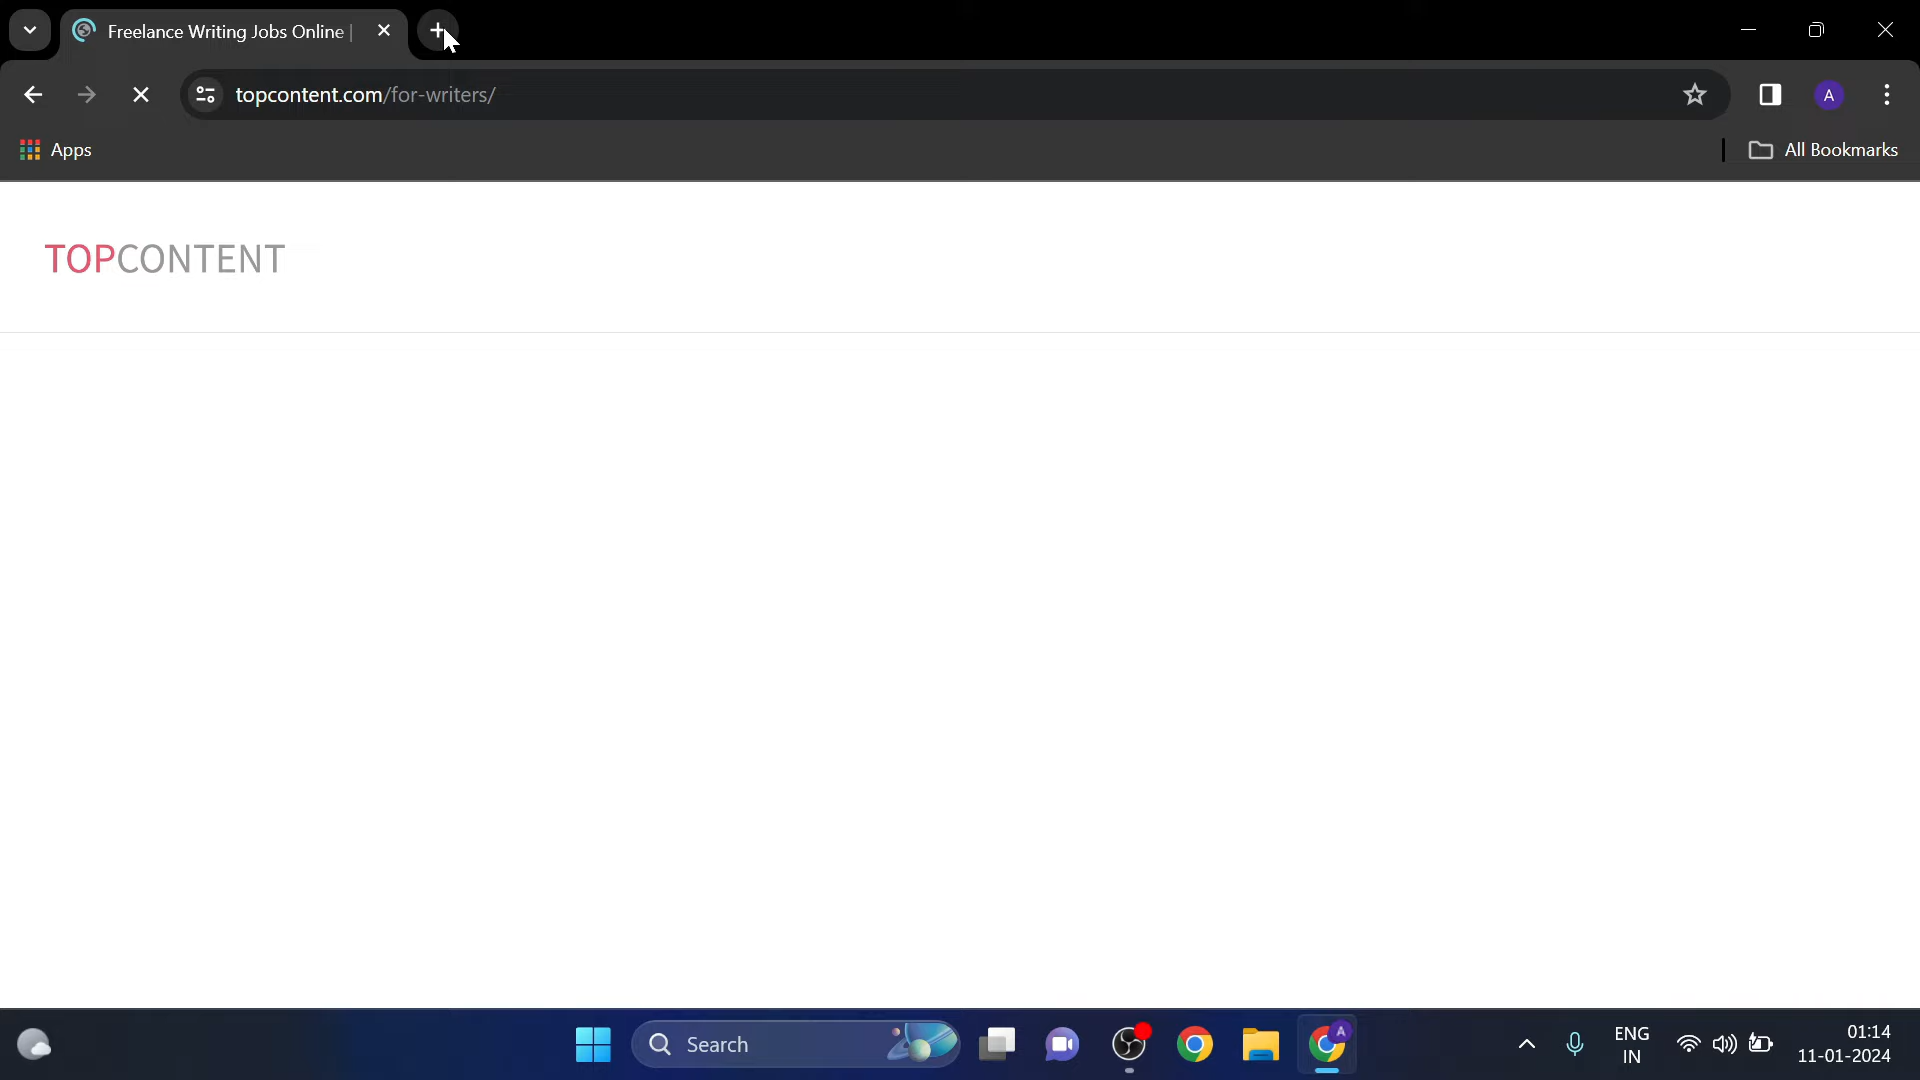 Freelance Writing Jobs Online |
topcontent.com/for-writers/
A
Apps
All Bookmarks
TOPCONTENT
Search
A
ENG
IN
01:14
11-01-2024